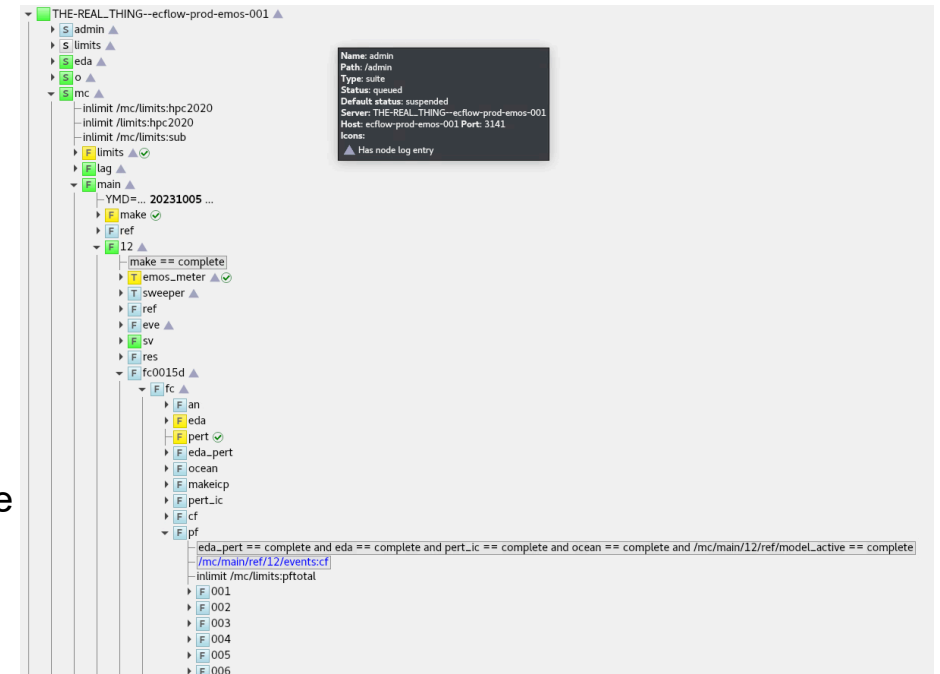 THE-REAL_THING--ecflow-prod-emos-001
S admin
S limits
S eda
S o
S mc
inlimit /mc/limits:hpc2020
inlimit /limits:hpc2020
inlimit /mc/limits:sub
F limits
F lag
F main
YMD=... 20231005 ...
F make
F ref
F 12
make == complete
T emos_meter
T sweeper
F ref
F eve
F sv
F res
F fc0015d
F fc
F an
F eda
F pert
F eda_pert
F ocean
F makeicp
F pert_ic
F cf
F pf
eda_pert == complete and eda == complete and pert_ic == complete and ocean == complete and /mc/main/12/ref/model_active == complete
/mc/main/ref/12/events:cf
inlimit /mc/limits:pftotal
F 001
F 002
F 003
F 004
F 005
F 006
Name: admin
Path: /admin
Type: suite
Status: queued
Default status: suspended
Server: THE-REAL_THING--ecflow-prod-emos-001
Host: ecflow-prod-emos-001 Port: 3141
Icons:
Has node log entry
e